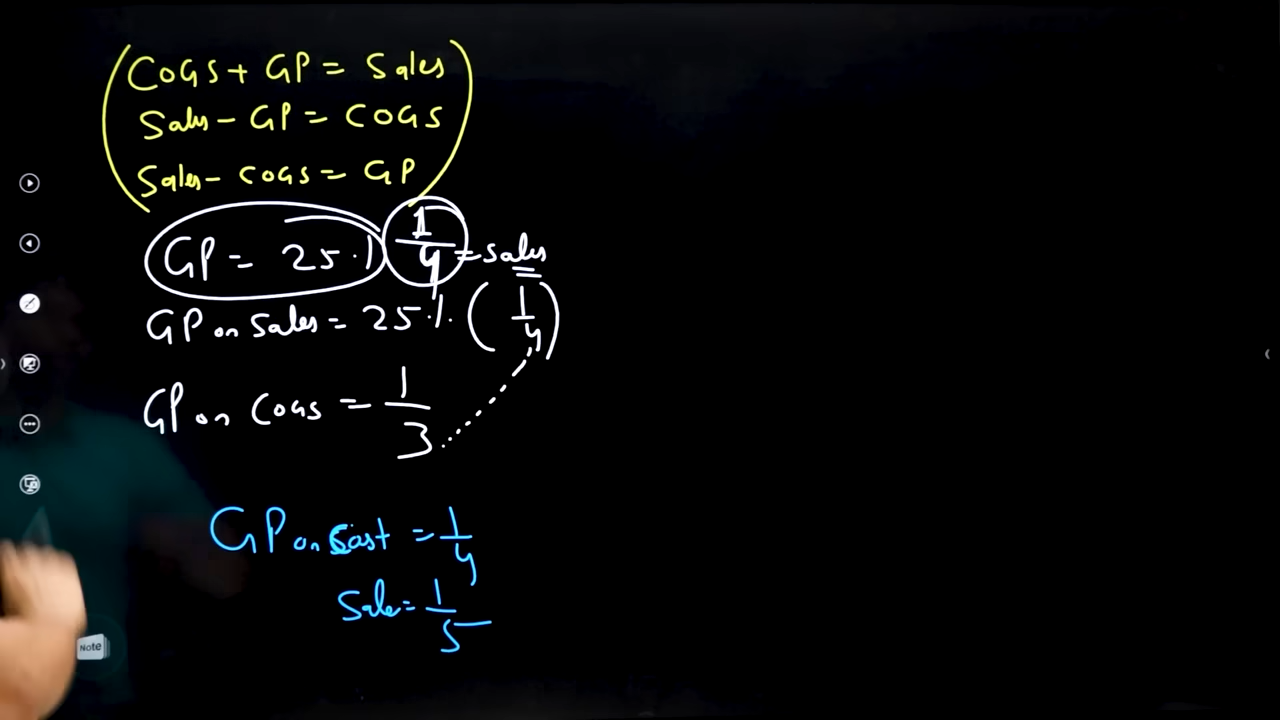 COGS + GP = Sales
Sales - GP = COGS
Sales - COGS = GP
GP = 25% 1/4 = Sales
GP on Sales = 25% (1/4)
GP on COGS = 1/3
GP on Cost = 1/4
Sale = 1/5
Note